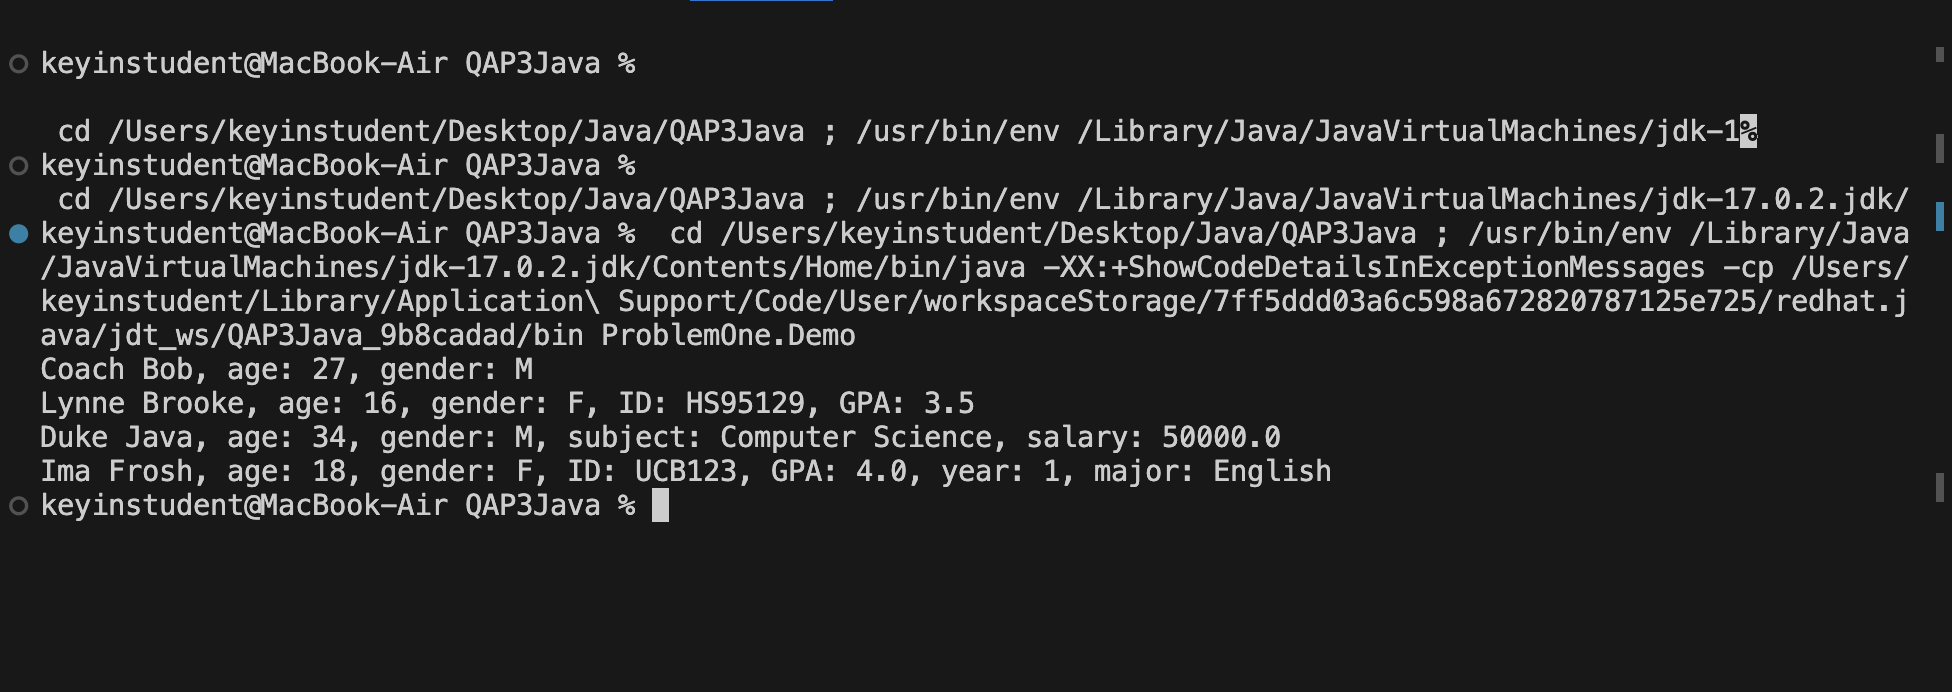 keyinstudent@MacBook-Air QAP3Java %
cd /Users/keyinstudent/Desktop/Java/QAP3Java ; /usr/bin/env /Library/Java/JavaVirtualMachines/jdk-1%
keyinstudent@MacBook-Air QAP3Java %
cd /Users/keyinstudent/Desktop/Java/QAP3Java ; /usr/bin/env /Library/Java/JavaVirtualMachines/jdk-17.0.2.jdk/
keyinstudent@MacBook-Air QAP3Java %  cd /Users/keyinstudent/Desktop/Java/QAP3Java ; /usr/bin/env /Library/Java
/JavaVirtualMachines/jdk-17.0.2.jdk/Contents/Home/bin/java -XX:+ShowCodeDetailsInExceptionMessages -cp /Users/
keyinstudent/Library/Application\ Support/Code/User/workspaceStorage/7ff5ddd03a6c598a672820787125e725/redhat.j
ava/jdt_ws/QAP3Java_9b8cadad/bin ProblemOne.Demo
Coach Bob, age: 27, gender: M
Lynne Brooke, age: 16, gender: F, ID: HS95129, GPA: 3.5
Duke Java, age: 34, gender: M, subject: Computer Science, salary: 50000.0
Ima Frosh, age: 18, gender: F, ID: UCB123, GPA: 4.0, year: 1, major: English
keyinstudent@MacBook-Air QAP3Java %